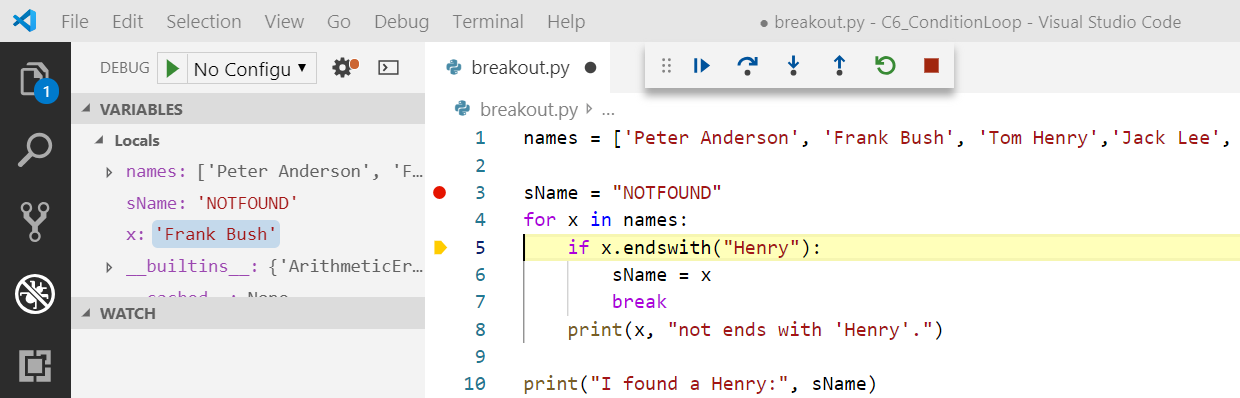 File Edit Selection View Go Debug Terminal Help ● breakout.py - C6_ConditionLoop - Visual Studio Code
1
DEBUG No Configu
breakout.py
VARIABLES
breakout.py ...
Locals
names: ['Peter Anderson', 'F...
sName: 'NOTFOUND'
x: 'Frank Bush'
__builtins__: {'ArithmeticEr...
cached : None
WATCH
1 names = ['Peter Anderson', 'Frank Bush', 'Tom Henry','Jack Lee',
2
3 sName = "NOTFOUND"
4 for x in names:
5 if x.endswith("Henry"):
6 sName = x
7 break
8 print(x, "not ends with 'Henry'.")
9
10 print("I found a Henry:", sName)